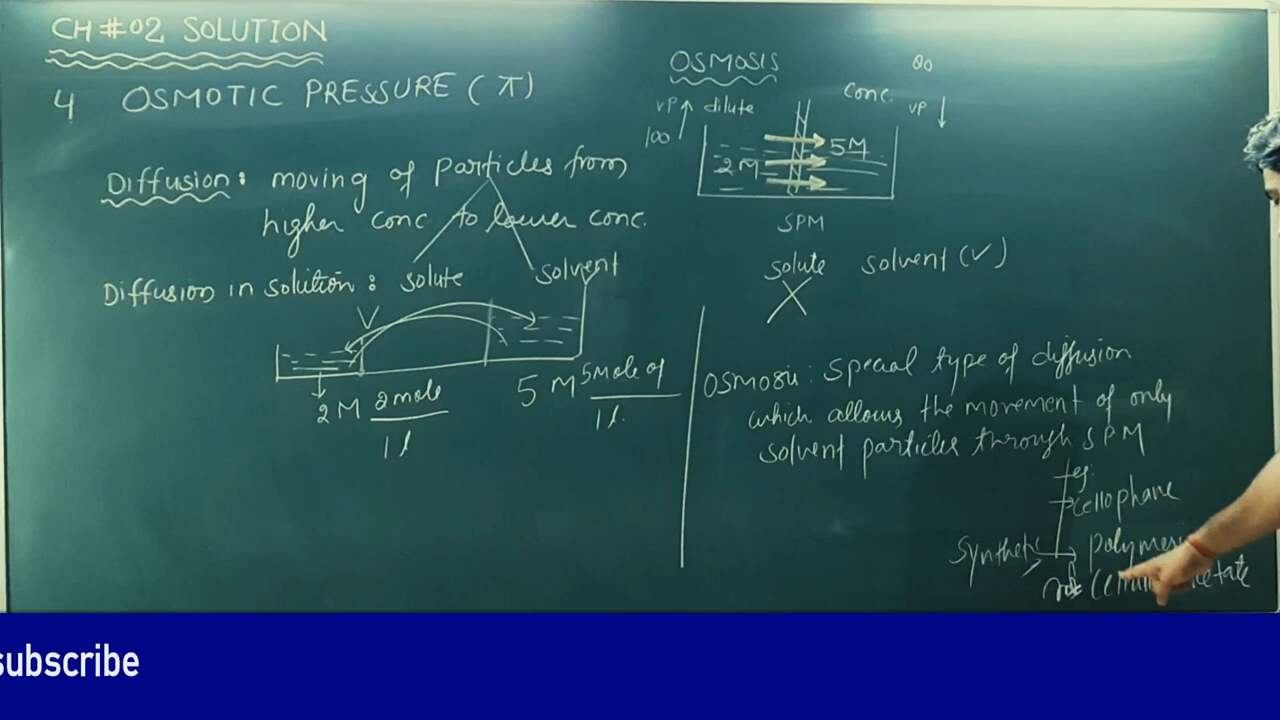 CH #02 SOLUTION
4 OSMOTIC PRESSURE (π)
Diffusion: moving of particles from
higher conc to lower conc.
Diffusion in solution: solute solvent
2M 2mole
1l
5M 5Mole of
1l.
OSMOSIS
80
VP↑ dilute conc. VP↓
100
2M 5M
SPM
solute solvent (✓)
Osmosis: special type of diffusion
which allows the movement of only
solvent particles through SPM
eg.
Cellophane
Synthetic
subscribe